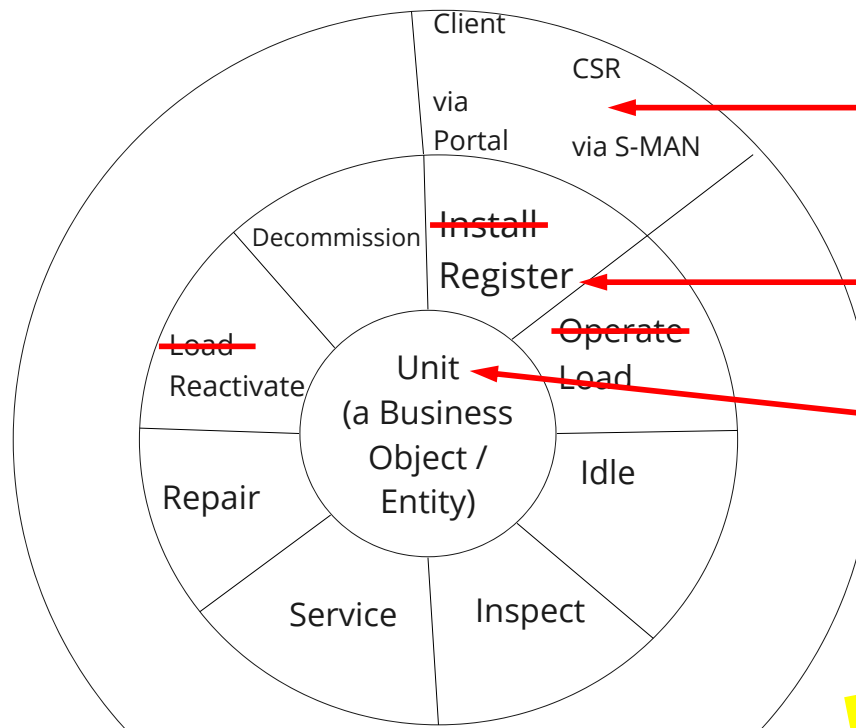 Client
CSR
via
Portal
via S-MAN
Decommission
Install
Register
Operate
Load
Load
Reactivate
Unit
(a Business
Object /
Entity)
Idle
Repair
Service
Inspect